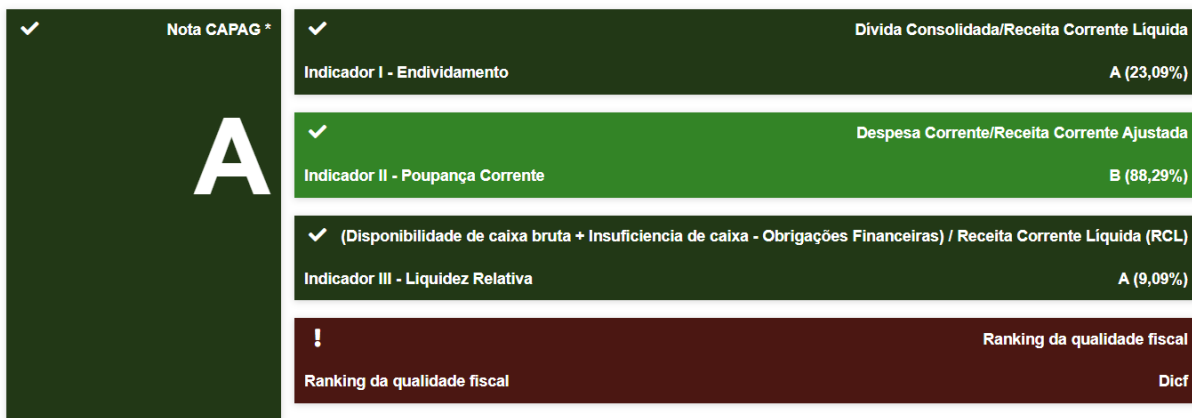 Nota CAPAG *
A
Dívida Consolidada/Receita Corrente Líquida
Indicador I - Endividamento A (23,09%)
Despesa Corrente/Receita Corrente Ajustada
Indicador II - Poupança Corrente B (88,29%)
(Disponibilidade de caixa bruta + Insuficiencia de caixa - Obrigações Financeiras) / Receita Corrente Líquida (RCL)
Indicador III - Liquidez Relativa A (9,09%)
Ranking da qualidade fiscal
Ranking da qualidade fiscal Dicf